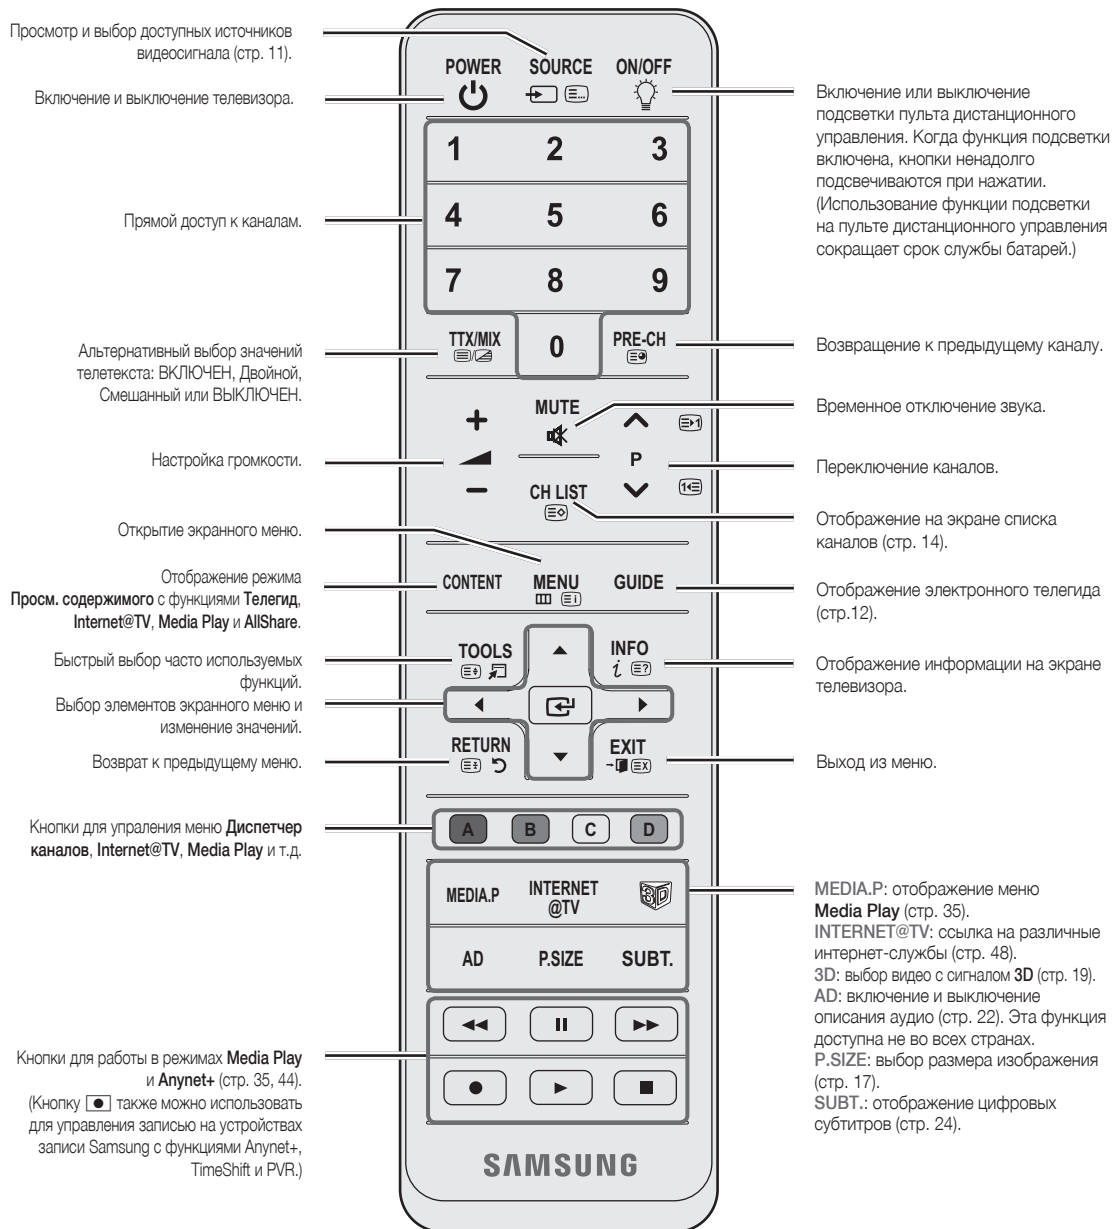 Просмотр и выбор доступных источников
видеосигнала (стр. 11).
Включение и выключение телевизора.
Прямой доступ к каналам.
Альтернативный выбор значений
телетекста: ВКЛЮЧЕН, Двойной,
Смешанный или ВЫКЛЮЧЕН.
Настройка громкости.
Открытие экранного меню.
Отображение режима
Просм. содержимого с функциями Телегид,
Internet@TV, Media Play и AllShare.
Быстрый выбор часто используемых
функций.
Выбор элементов экранного меню и
изменение значений.
Возврат к предыдущему меню.
Кнопки для упраления меню Диспетчер
каналов, Internet@TV, Media Play и т.д.
Кнопки для работы в режимах Media Play
и Anynet+ (стр. 35, 44).
(Кнопку также можно использовать
для управления записью на устройствах
записи Samsung с функциями Anynet+,
TimeShift и PVR.)
POWER SOURCE ON/OFF
1 2 3
4 5 6
7 8 9
TTX/MIX 0 PRE-CH
+ MUTE
P
− CH LIST
CONTENT MENU GUIDE
TOOLS INFO
RETURN EXIT
A B C D
MEDIA.P INTERNET 3D
@TV
AD P.SIZE SUBT.
SAMSUNG
Включение или выключение
подсветки пульта дистанционного
управления. Когда функция подсветки
включена, кнопки ненадолго
подсвечиваются при нажатии.
(Использование функции подсветки
на пульте дистанционного управления
сокращает срок службы батарей.)
Возвращение к предыдущему каналу.
Временное отключение звука.
Переключение каналов.
Отображение на экране списка
каналов (стр. 14).
Отображение электронного телегида
(стр.12).
Отображение информации на экране
телевизора.
Выход из меню.
MEDIA.P: отображение меню
Media Play (стр. 35).
INTERNET@TV: ссылка на различные
интернет-службы (стр. 48).
3D: выбор видео с сигналом 3D (стр. 19).
AD: включение и выключение
описания аудио (стр. 22). Эта функция
доступна не во всех странах.
P.SIZE: выбор размера изображения
(стр. 17).
SUBT.: отображение цифровых
субтитров (стр. 24).